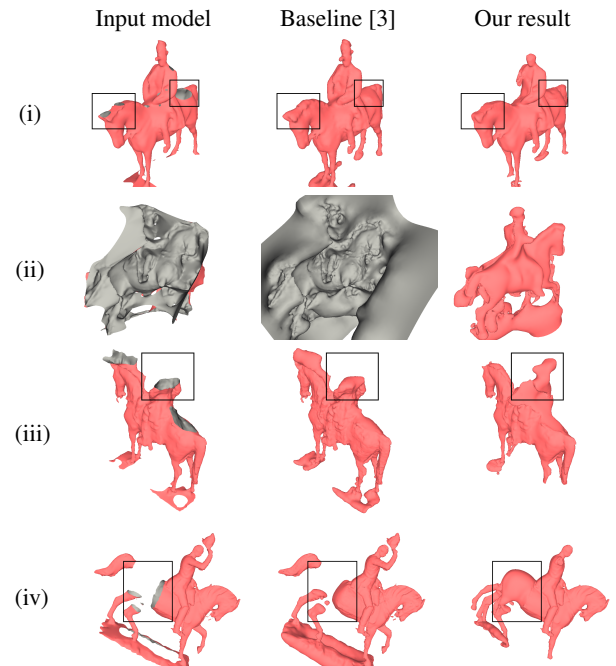 Input model Baseline [3] Our result
(i)
(ii)
(iii)
(iv)